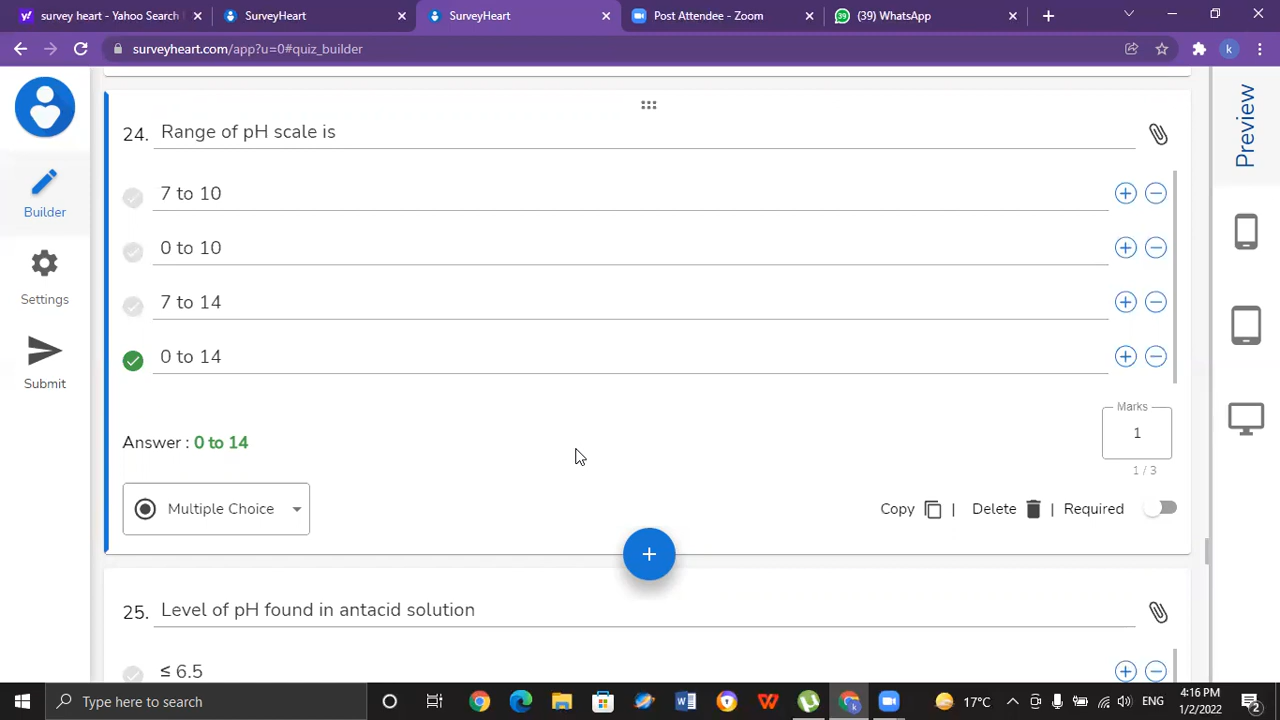 survey heart - Yahoo Search
SurveyHeart
SurveyHeart
Post Attendee - Zoom
(39) WhatsApp
surveyheart.com/app?u=0#quiz_builder
k
Builder
Settings
Submit
24. Range of pH scale is
7 to 10
0 to 10
7 to 14
0 to 14
Answer : 0 to 14
Marks
1
1 / 3
Multiple Choice
Copy | Delete | Required
25. Level of pH found in antacid solution
≤ 6.5
Preview
Type here to search
17°C
ENG
4:16 PM
1/2/2022
2